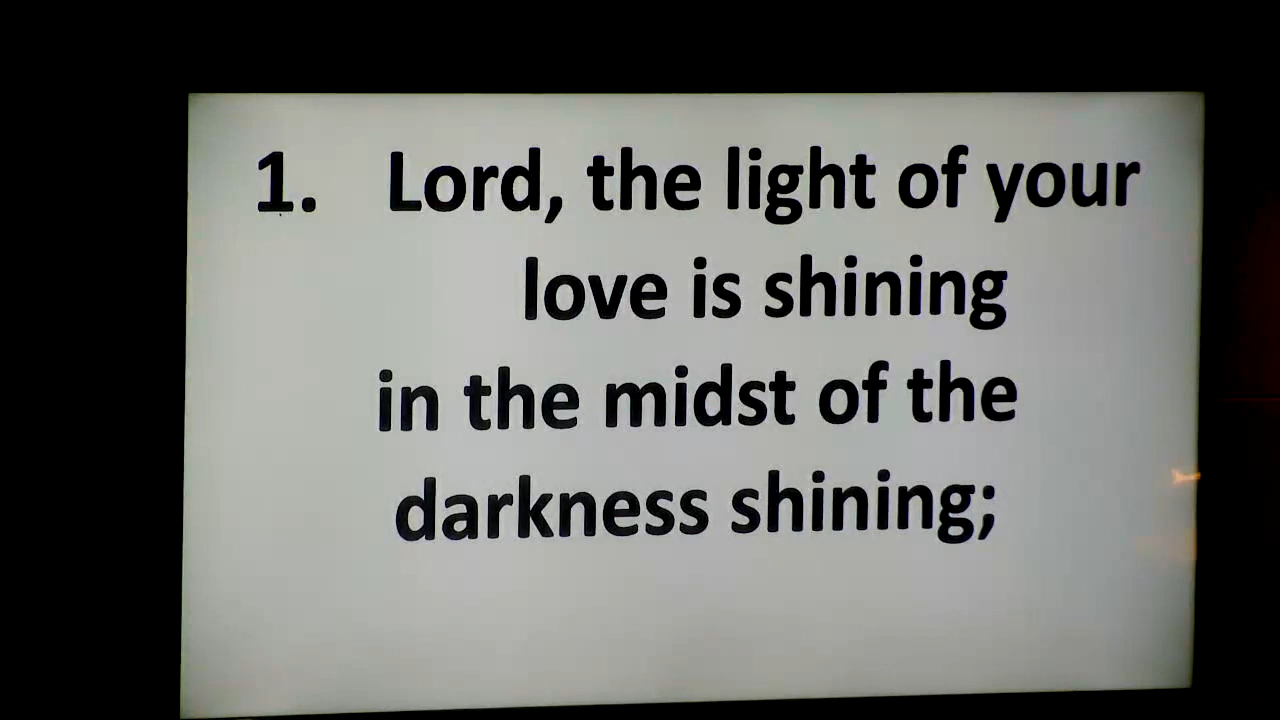 1. Lord, the light of your
love is shining
in the midst of the
darkness shining;